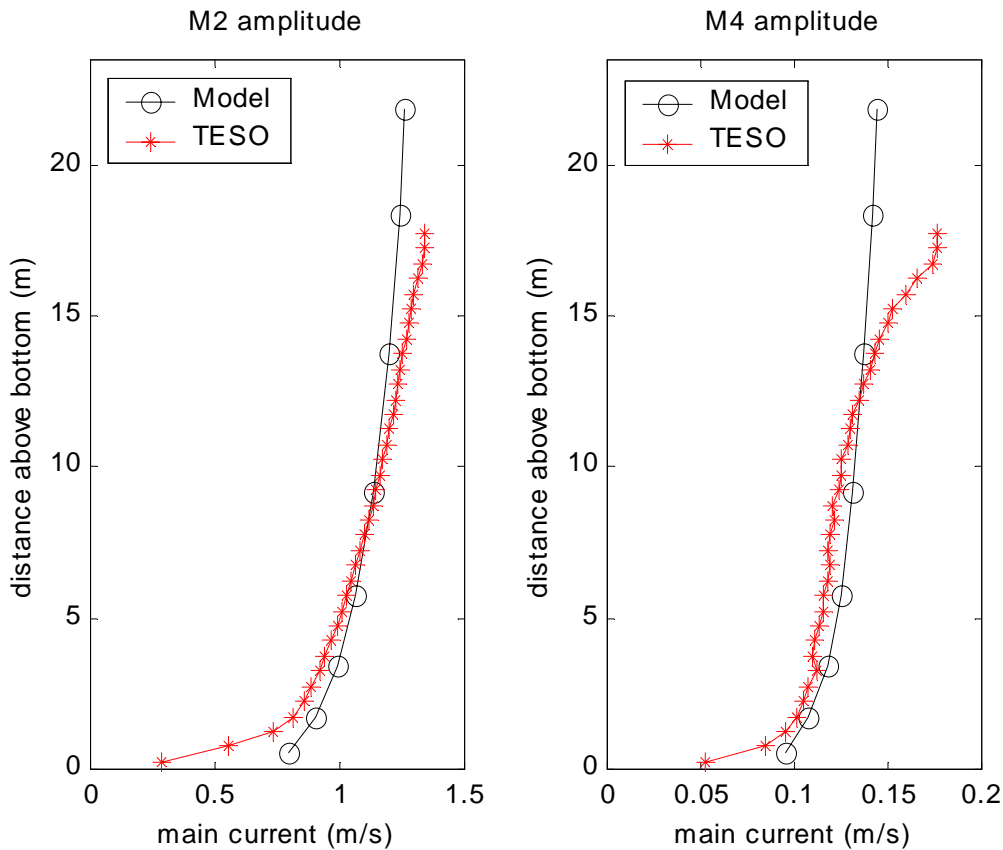 M2 amplitude
Model
TESO
distance above bottom (m)
20
15
10
5
0
0
0.5
1
1.5
main current (m/s)
M4 amplitude
Model
TESO
distance above bottom (m)
20
15
10
5
0
0
0.05
0.1
0.15
0.2
main current (m/s)